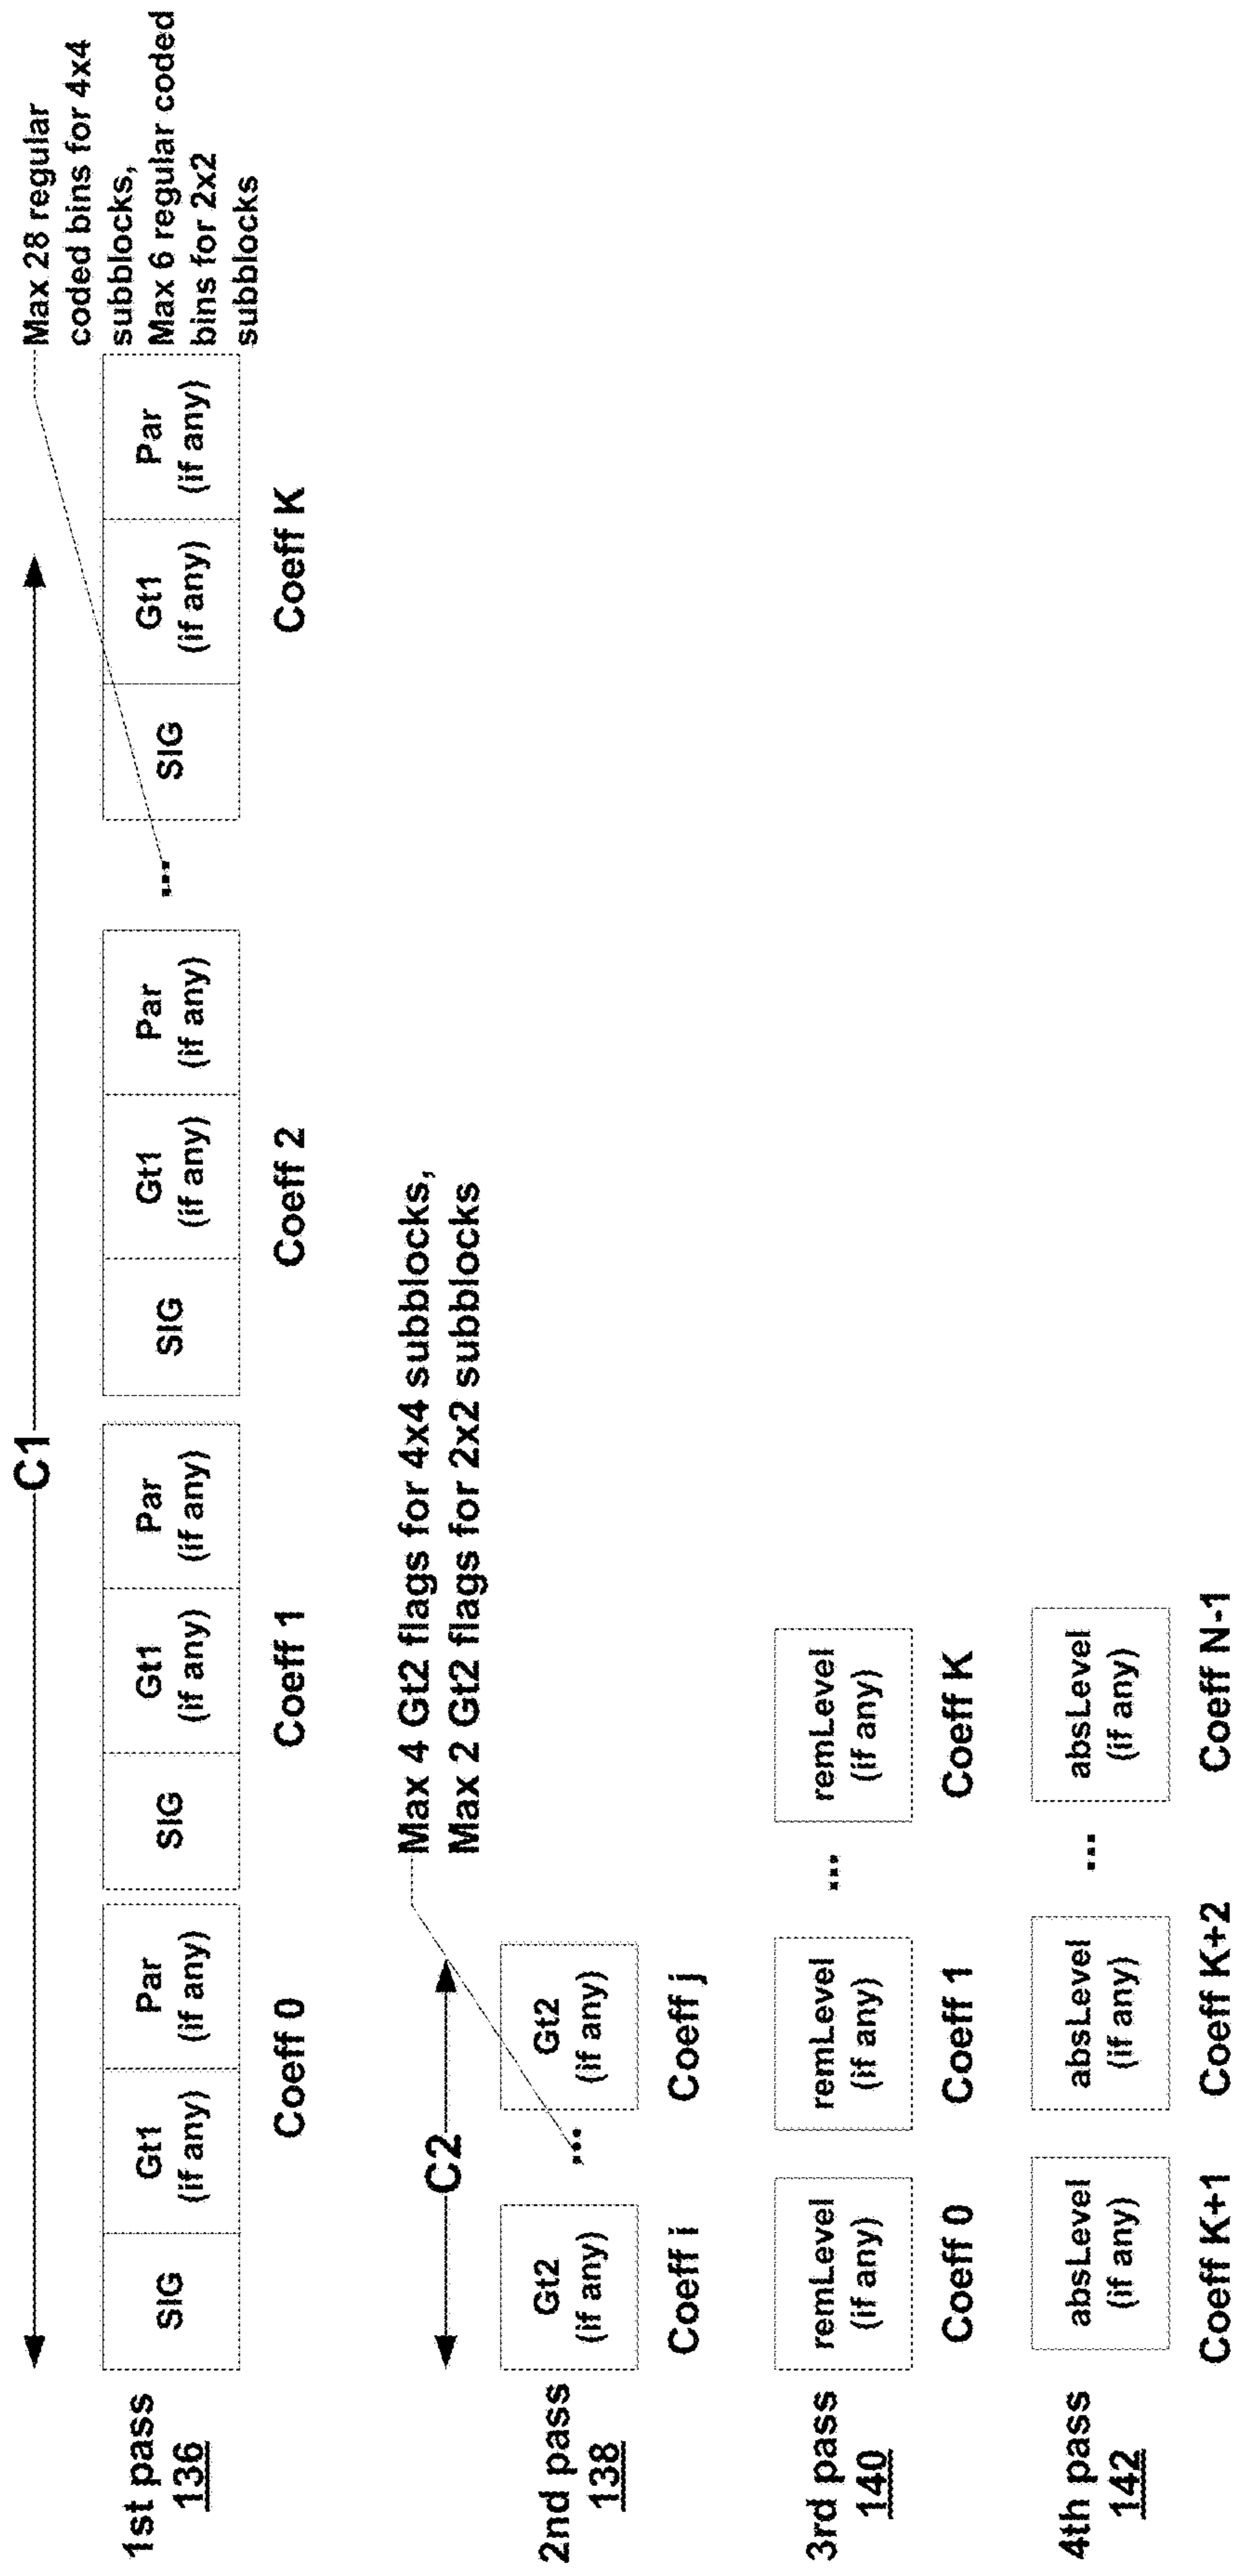 C1
Max 28 regular
coded bins for 4x4
subblocks,
Max 6 regular coded
bins for 2x2
subblocks
1st pass
136
SIG
Gt1
(if any)
Par
(if any)
SIG
Gt1
(if any)
Par
(if any)
SIG
Gt1
(if any)
Par
(if any)
...
SIG
Gt1
(if any)
Par
(if any)
Coeff 0
Coeff 1
Coeff 2
Coeff K
C2
Max 4 Gt2 flags for 4x4 subblocks,
Max 2 Gt2 flags for 2x2 subblocks
2nd pass
138
Gt2
(if any)
...
Gt2
(if any)
Coeff i
Coeff j
3rd pass
140
remLevel
(if any)
remLevel
(if any)
...
remLevel
(if any)
Coeff 0
Coeff 1
Coeff K
4th pass
142
absLevel
(if any)
absLevel
(if any)
...
absLevel
(if any)
Coeff K+1
Coeff K+2
Coeff N-1